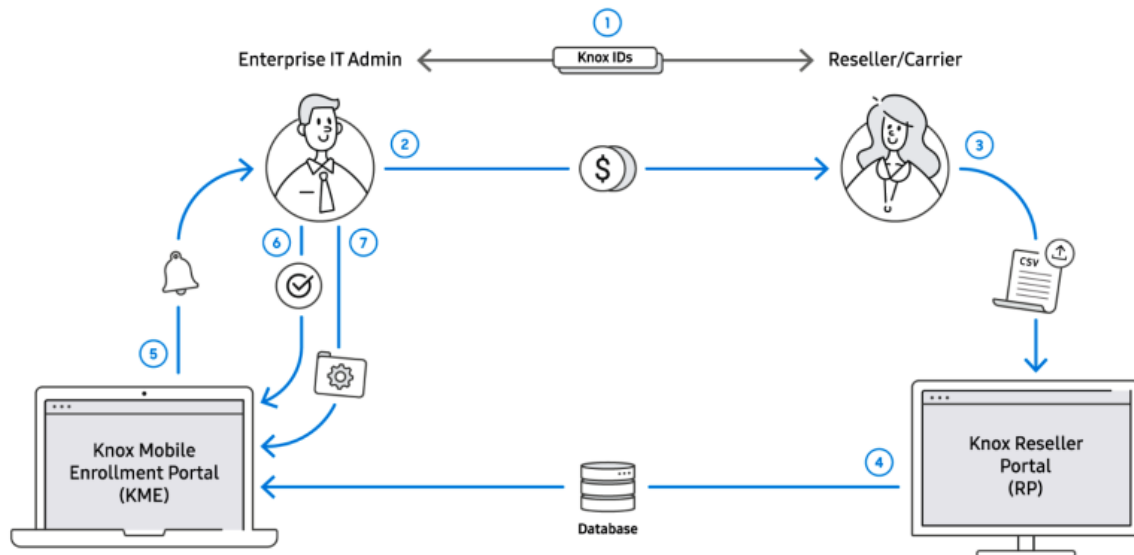 1
Knox IDs
Enterprise IT Admin
Reseller/Carrier
2
$
3
CSV
6
7
5
4
Knox Mobile
Enrollment Portal
(KME)
Knox Reseller
Portal
(RP)
Database